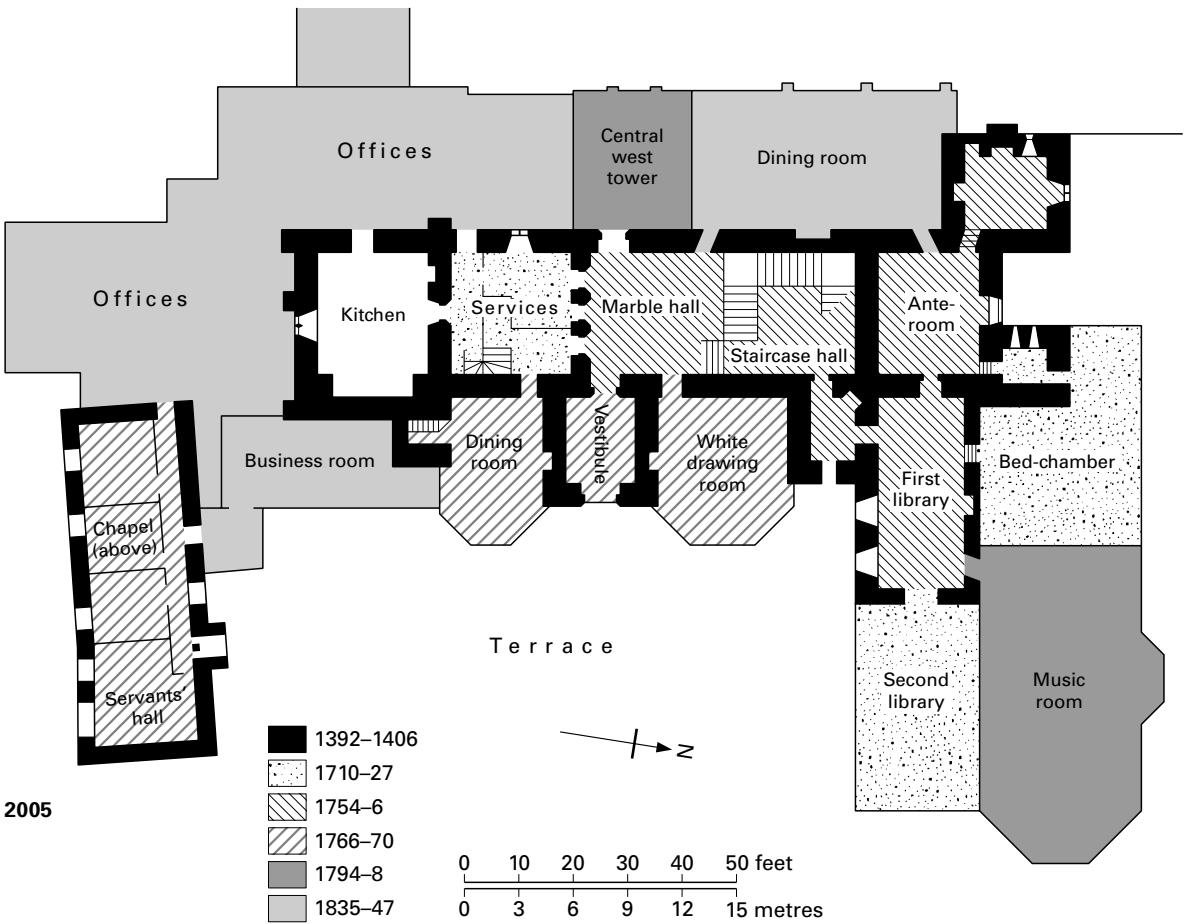 Offices
Central
west
tower
Dining room
Offices
Kitchen
Services
Marble hall
Staircase hall
Ante-
room
Business room
Dining
room
Vestibule
White
drawing
room
First
library
Bed-chamber
Chapel
(above)
Servants'
hall
Terrace
Second
library
Music
room
N
2005
1392–1406
1710–27
1754–6
1766–70
1794–8
1835–47
0 10 20 30 40 50 feet
0 3 6 9 12 15 metres